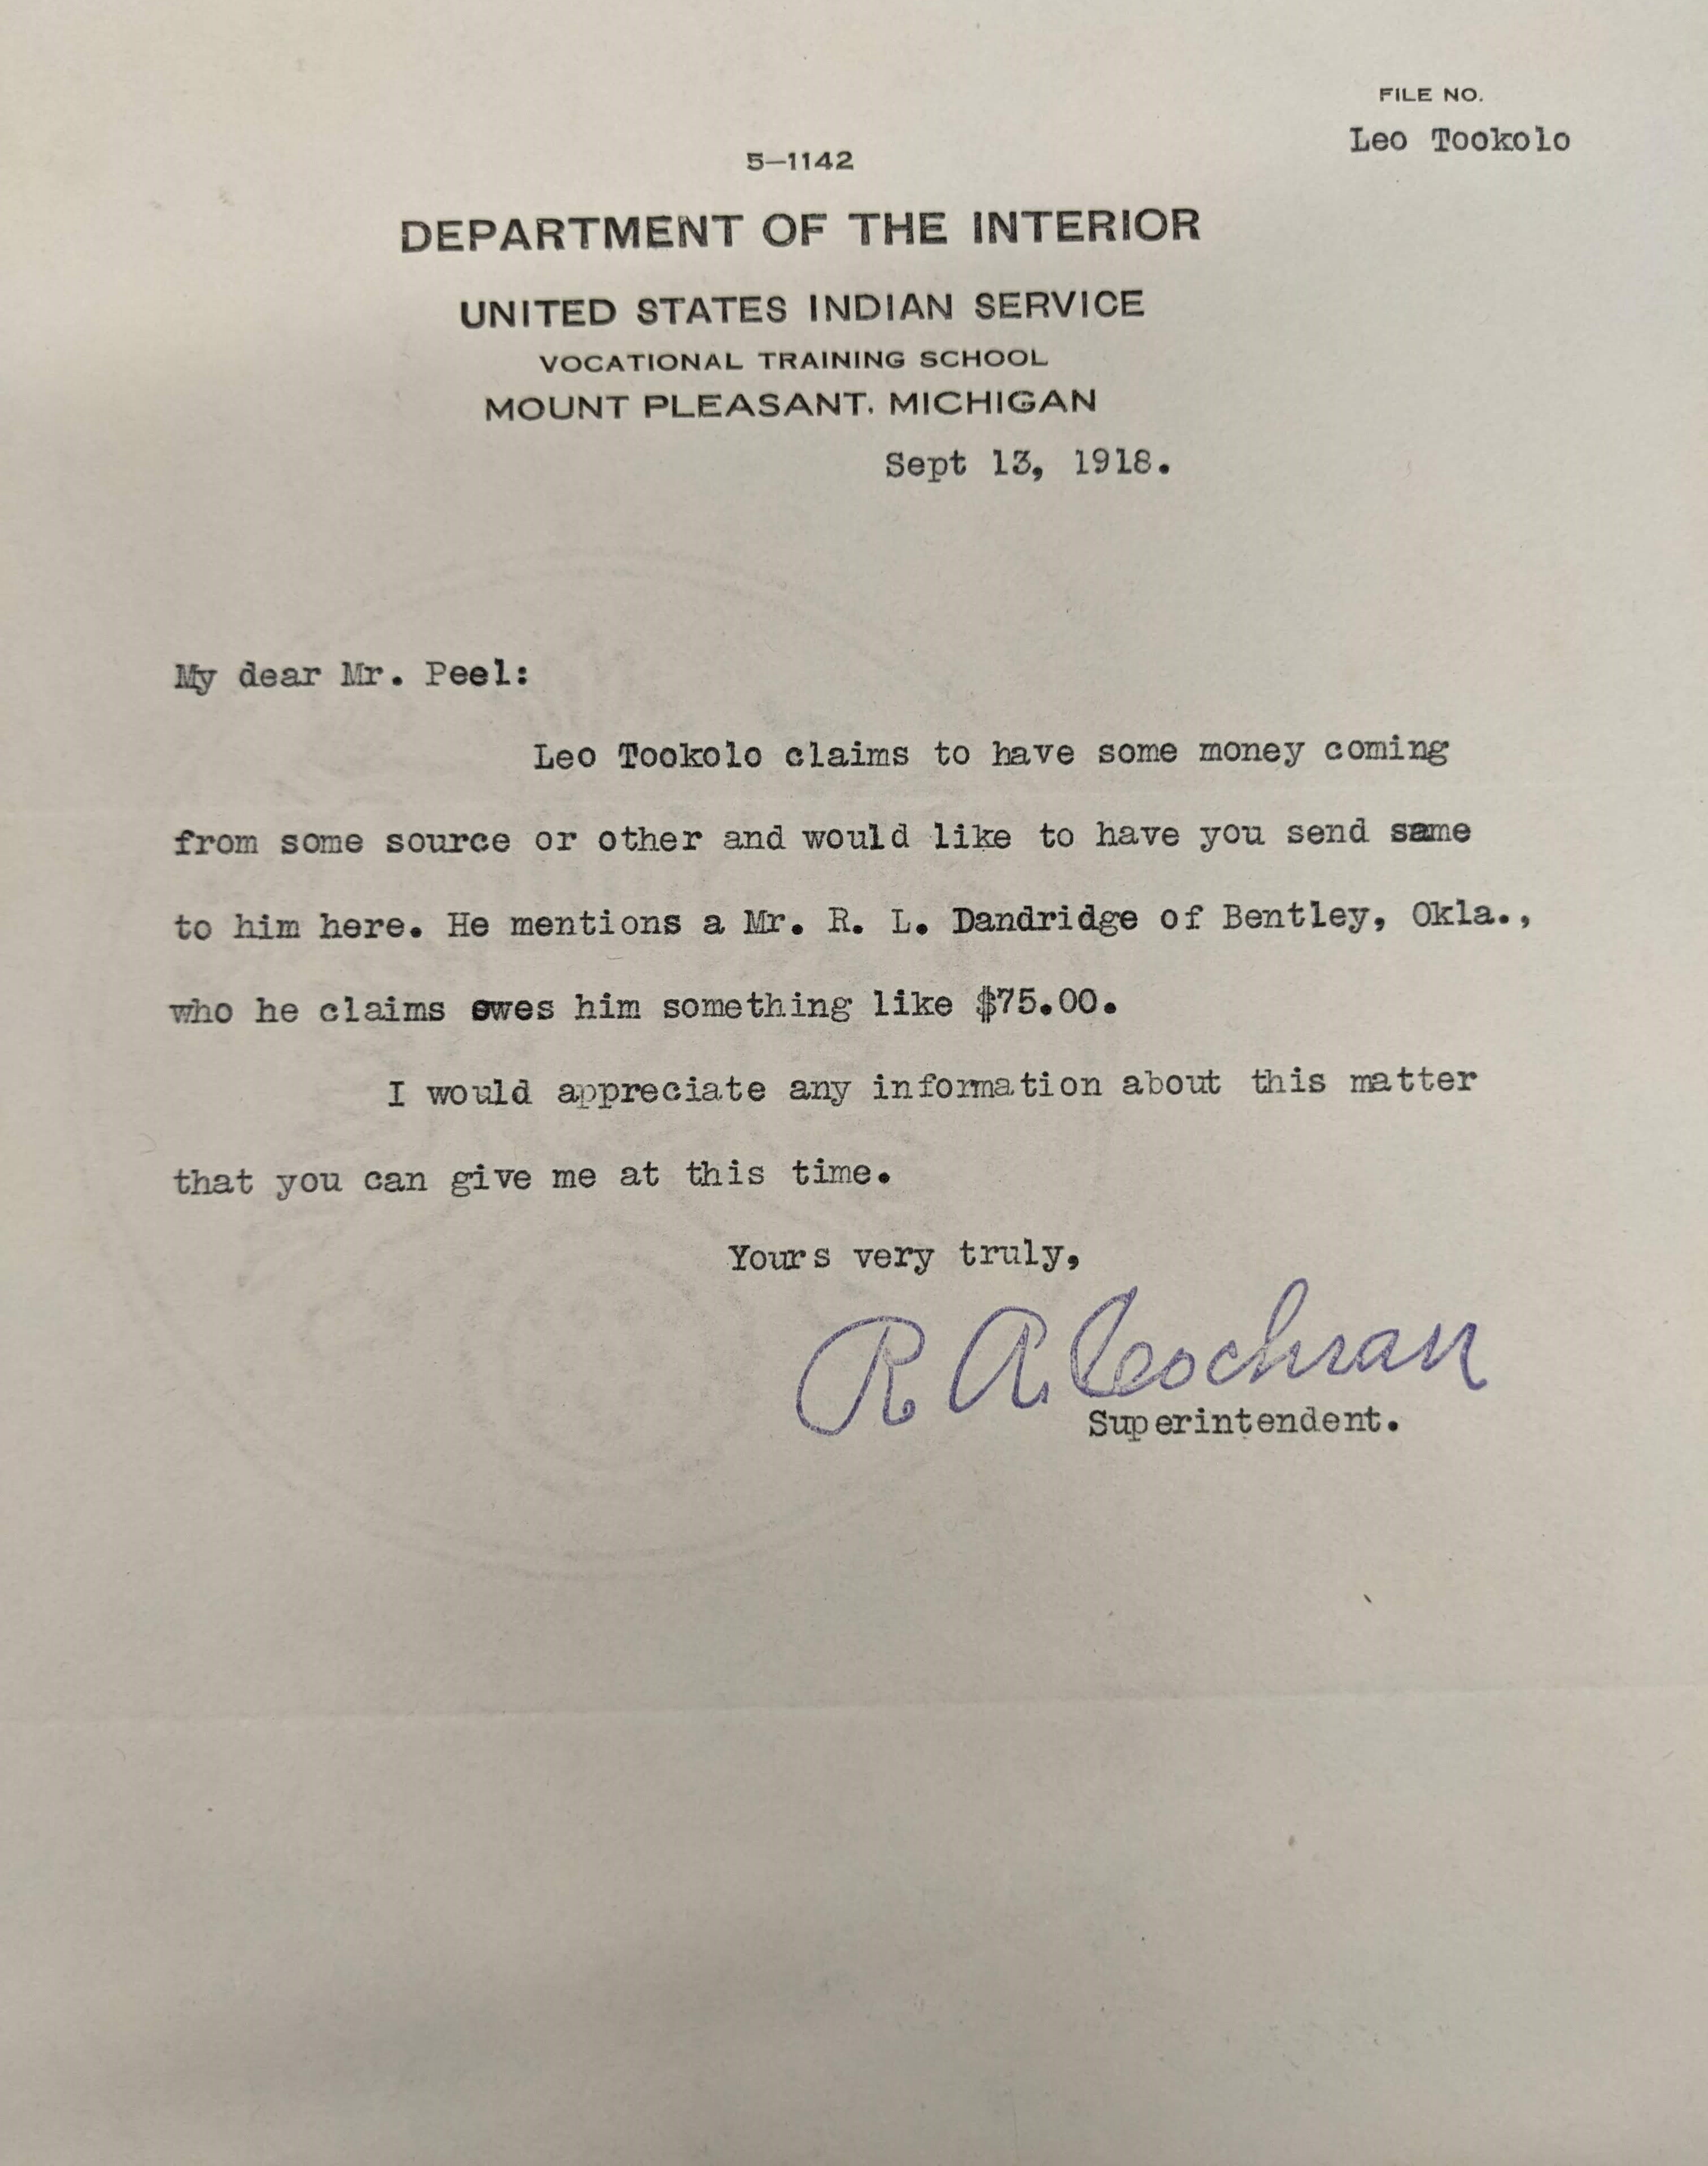 FILE NO.
Leo Tookolo
5—1142
DEPARTMENT OF THE INTERIOR
UNITED STATES INDIAN SERVICE
VOCATIONAL TRAINING SCHOOL
MOUNT PLEASANT, MICHIGAN
Sept 13, 1918.
My dear Mr. Peel:
Leo Tookolo claims to have some money coming
from some source or other and would like to have you send same
to him here. He mentions a Mr. R. L. Dandridge of Bentley, Okla.,
who he claims owes him something like $75.00.
I would appreciate any information about this matter
that you can give me at this time.
Yours very truly,
R A Cochran
Superintendent.